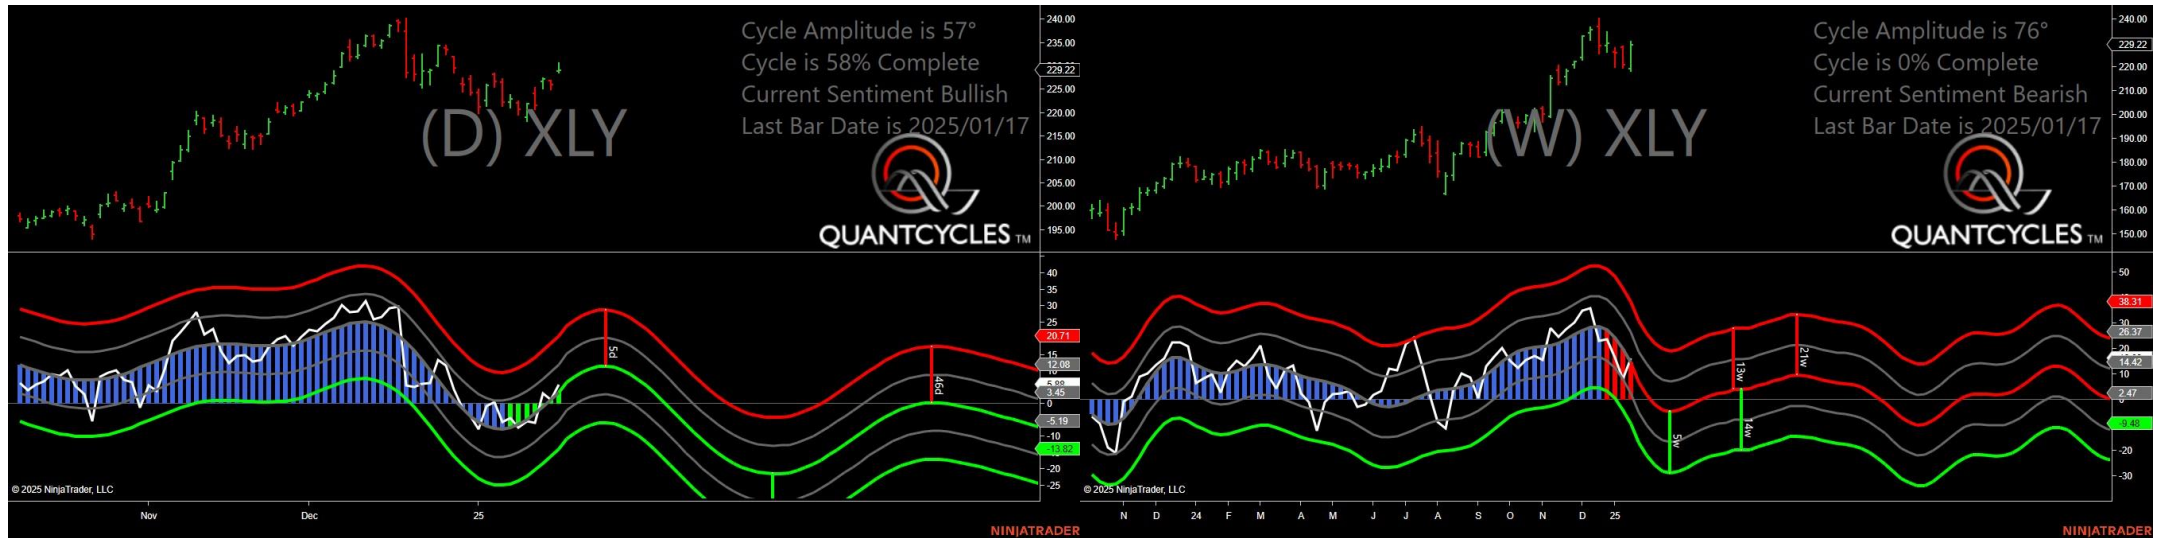 Cycle Amplitude is 57°
Cycle is 58% Complete
Current Sentiment Bullish
Last Bar Date is 2025/01/17
(D) XLY
QUANTCYCLES TM
240.00
235.00
229.22
225.00
220.00
215.00
210.00
205.00
200.00
195.00
40
35
30
25
20.71
15
12.08
5.88
3.45
0
-5.19
-10
-13.82
-20
-25
5d
46d
© 2025 NinjaTrader, LLC
Nov
Dec
25
NINJATRADER
Cycle Amplitude is 76°
Cycle is 0% Complete
Current Sentiment Bearish
Last Bar Date is 2025/01/17
(W) XLY
QUANTCYCLES TM
240.00
229.22
220.00
210.00
200.00
190.00
180.00
170.00
160.00
150.00
50
38.31
30
26.37
20
14.42
10
2.47
-9.48
-20
-30
13w
21w
5w
14w
© 2025 NinjaTrader, LLC
N D 24 F M A M J J A S O N D 25
NINJATRADER